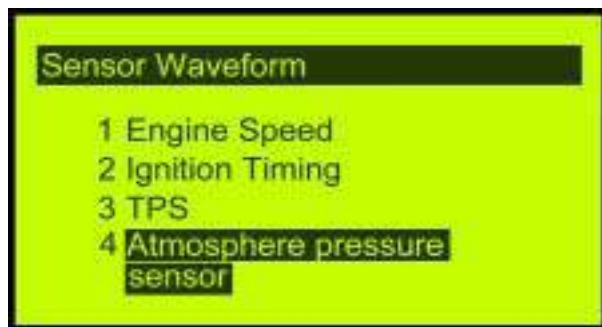 Sensor Waveform
1 Engine Speed
2 Ignition Timing
3 TPS
4 Atmosphere pressure
sensor